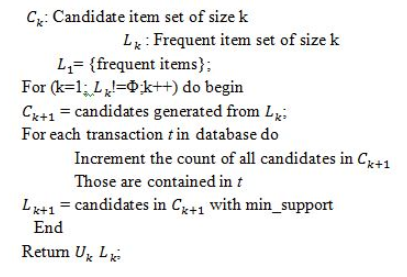 C_k: Candidate item set of size k
L_k : Frequent item set of size k
L_1= {frequent items};
For (k=1; L_k!=Φ;k++) do begin
C_{k+1} = candidates generated from L_k;
For each transaction t in database do
Increment the count of all candidates in C_{k+1}
Those are contained in t
L_{k+1} = candidates in C_{k+1} with min_support
End
Return U_k L_k;